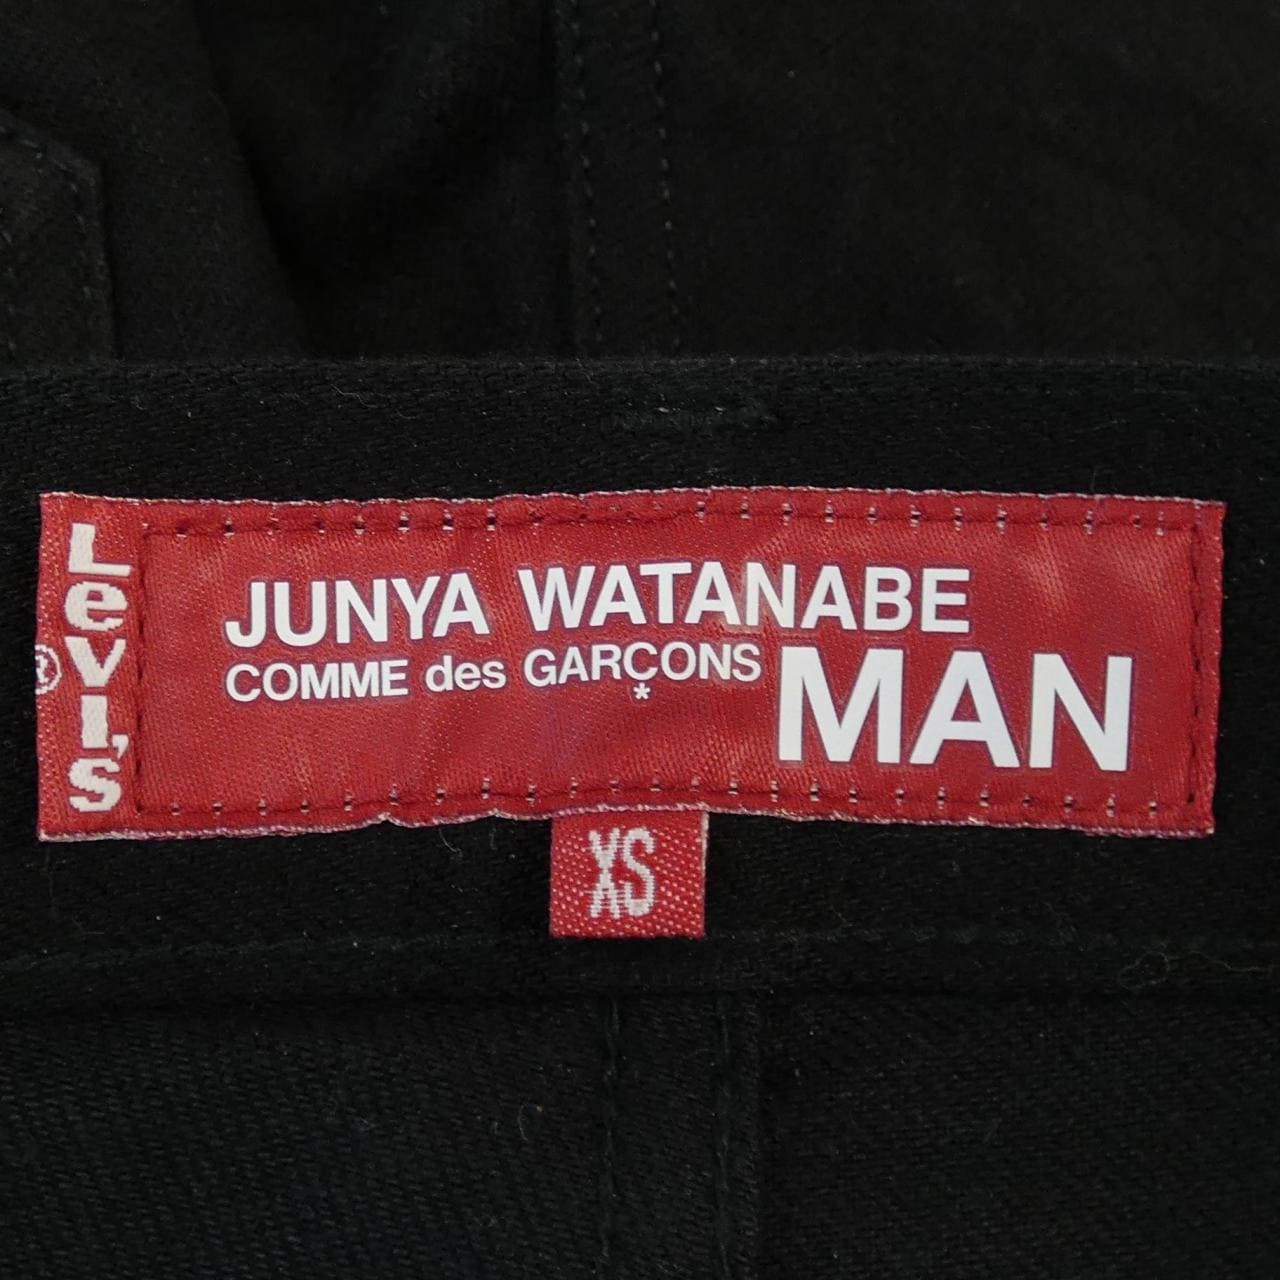 Levi's
®
JUNYA WATANABE
COMME des GARÇONS
*
MAN
XS